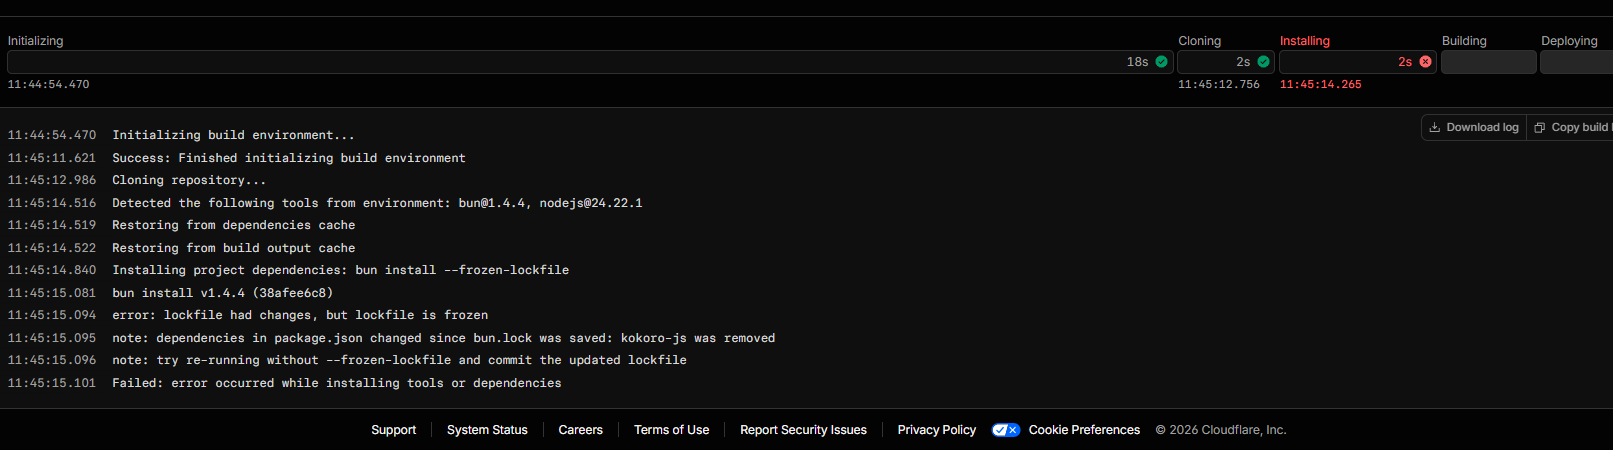 Initializing Cloning Installing Building Deploying
18s 2s 2s
11:44:54.470 11:45:12.756 11:45:14.265
Download log Copy build
11:44:54.470 Initializing build environment...
11:45:11.621 Success: Finished initializing build environment
11:45:12.986 Cloning repository...
11:45:14.516 Detected the following tools from environment: bun@1.4.4, nodejs@24.22.1
11:45:14.519 Restoring from dependencies cache
11:45:14.522 Restoring from build output cache
11:45:14.840 Installing project dependencies: bun install --frozen-lockfile
11:45:15.081 bun install v1.4.4 (38afee6c8)
11:45:15.094 error: lockfile had changes, but lockfile is frozen
11:45:15.095 note: dependencies in package.json changed since bun.lock was saved: kokoro-js was removed
11:45:15.096 note: try re-running without --frozen-lockfile and commit the updated lockfile
11:45:15.101 Failed: error occurred while installing tools or dependencies
Support System Status Careers Terms of Use Report Security Issues Privacy Policy Cookie Preferences © 2026 Cloudflare, Inc.